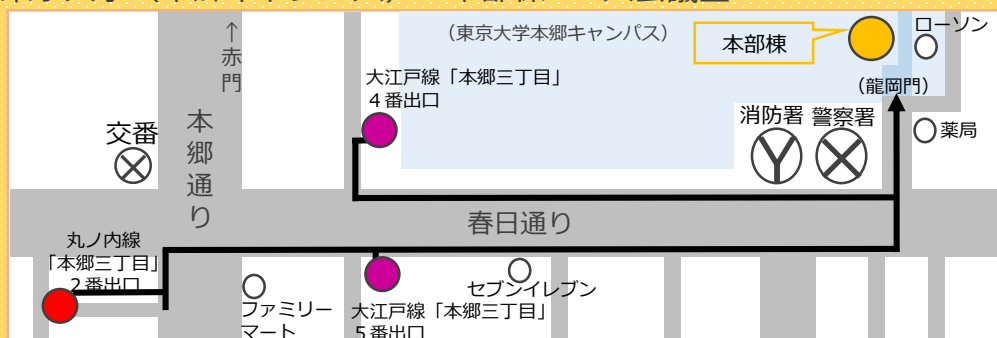 ↑赤門
(東京大学本郷キャンパス)
本部棟
ローソン
大江戸線「本郷三丁目」
4番出口
(龍岡門)
消防署
警察署
薬局
交番
本郷通り
春日通り
丸ノ内線
「本郷三丁目」
2番出口
セブンイレブン
ファミリー
マート
大江戸線「本郷三丁目」
5番出口